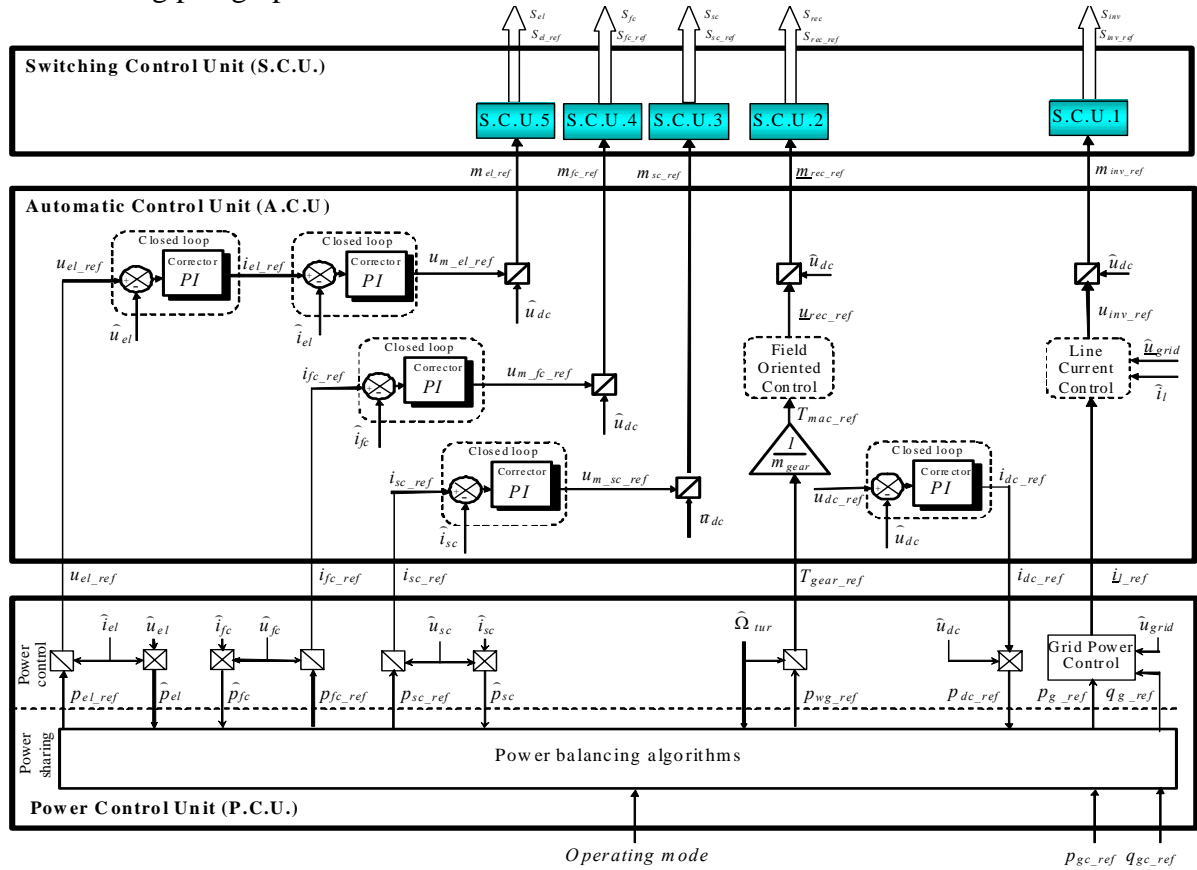 S_el S_fc S_sc S_rec S_inv
S_el_ref S_fc_ref S_sc_ref S_rec_ref S_inv_ref
Switching Control Unit (S.C.U.)
S.C.U.5 S.C.U.4 S.C.U.3 S.C.U.2 S.C.U.1
m_el_ref m_fc_ref m_sc_ref m_rec_ref m_inv_ref
Automatic Control Unit (A.C.U)
Closed loop Closed loop
u_el_ref Corrector PI i_el_ref Corrector PI u_m_el_ref
+ - + -
û_el î_el û_dc
û_dc û_dc
u_rec_ref u_inv_ref
Closed loop
i_fc_ref Corrector PI u_m_fc_ref
+ -
î_fc û_dc
Field Oriented Control
Line Current Control
û_grid
î_l
T_mac_ref
1
m_gear
Closed loop
i_sc_ref Corrector PI u_m_sc_ref
+ -
î_sc
Closed loop
u_dc_ref Corrector PI i_dc_ref
+ -
û_dc
u_el_ref i_fc_ref i_sc_ref T_gear_ref i_dc_ref i_l_ref
î_el û_el î_fc û_fc û_sc î_sc Ω̂_tur û_dc û_grid
Power control
Grid Power Control
p_el_ref p̂_el p̂_fc p_fc_ref p_sc_ref p̂_sc p_wg_ref p_dc_ref p_g_ref q_g_ref
Power sharing
Power balancing algorithms
Power Control Unit (P.C.U.)
Operating mode p_gc_ref q_gc_ref